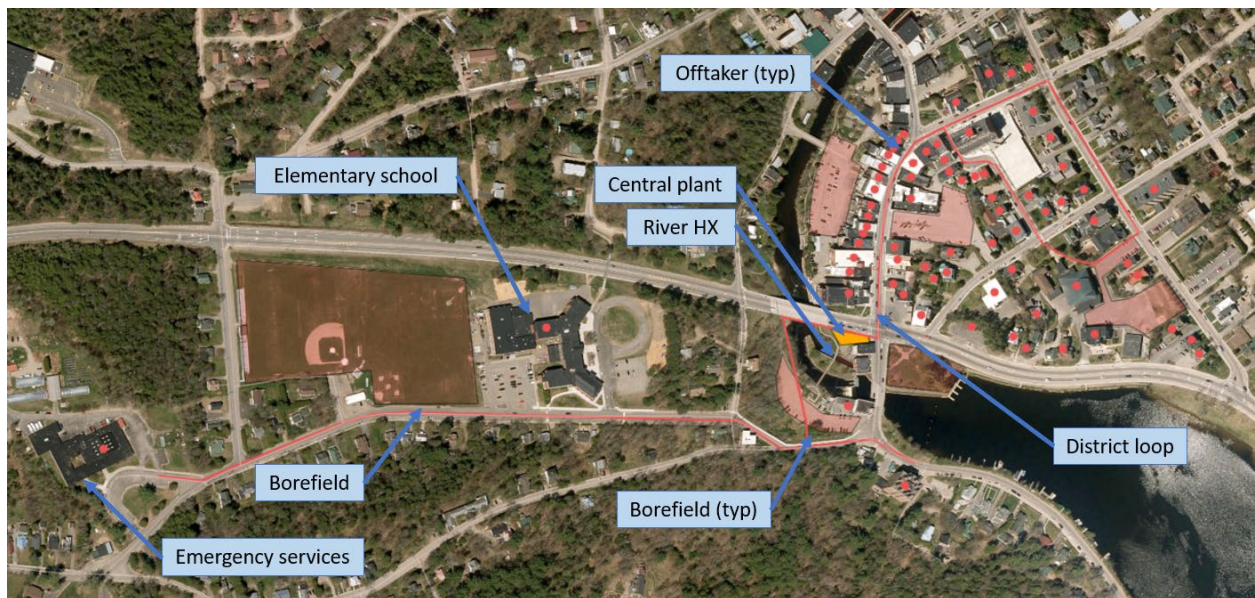 Offtaker (typ)
Elementary school
Central plant
River HX
District loop
Borefield
Borefield (typ)
Emergency services